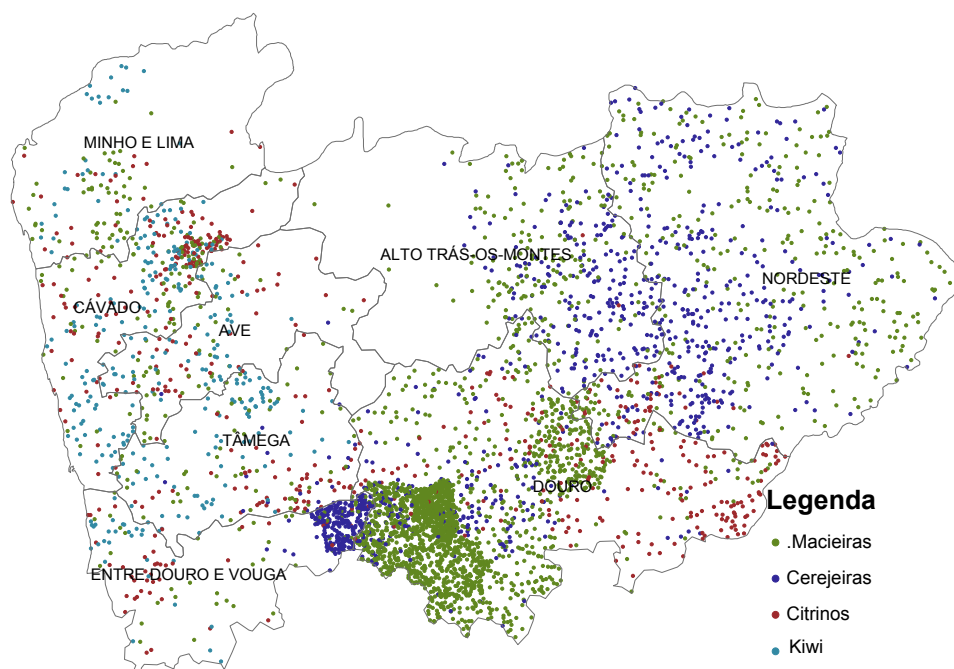 MINHO E LIMA
ALTO TRÁS-OS-MONTES
NORDESTE
CÁVADO
AVE
TÂMEGA
DOURO
ENTRE DOURO E VOUGA
Legenda
.Macieiras
Cerejeiras
Citrinos
Kiwi